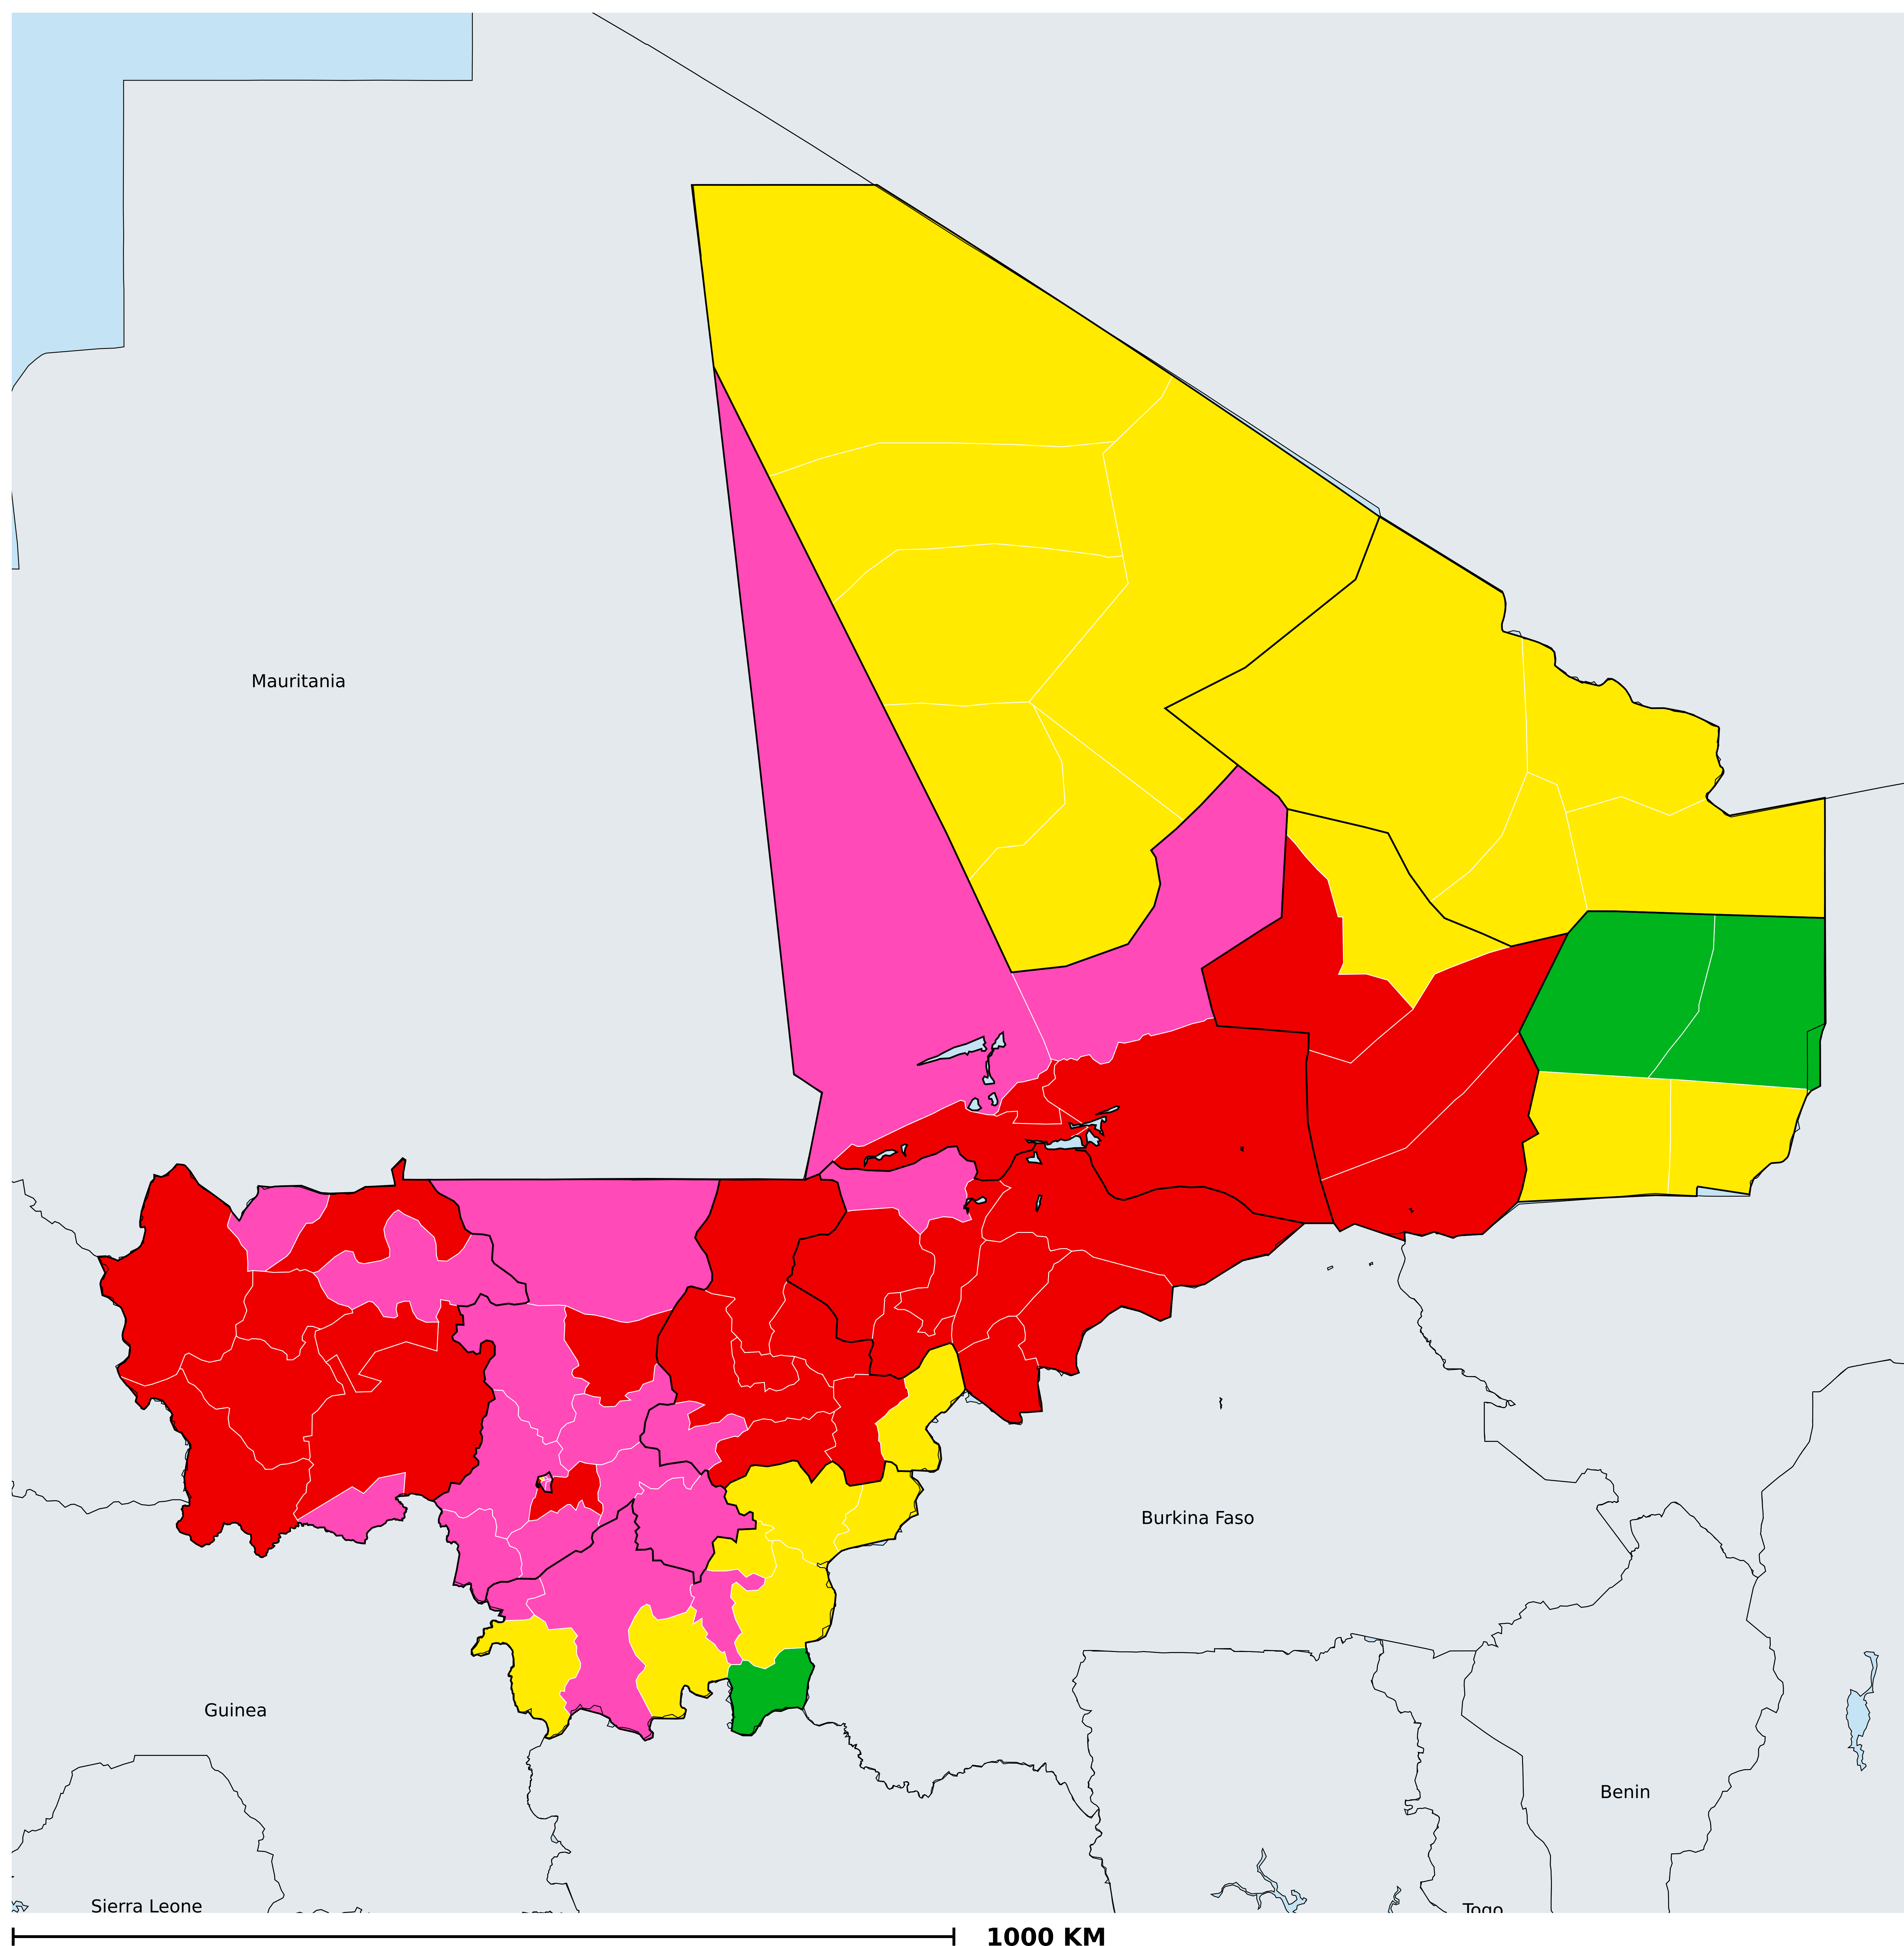 Mauritania
Burkina Faso
Guinea
Benin
Sierra Leone
Togo
1000 KM